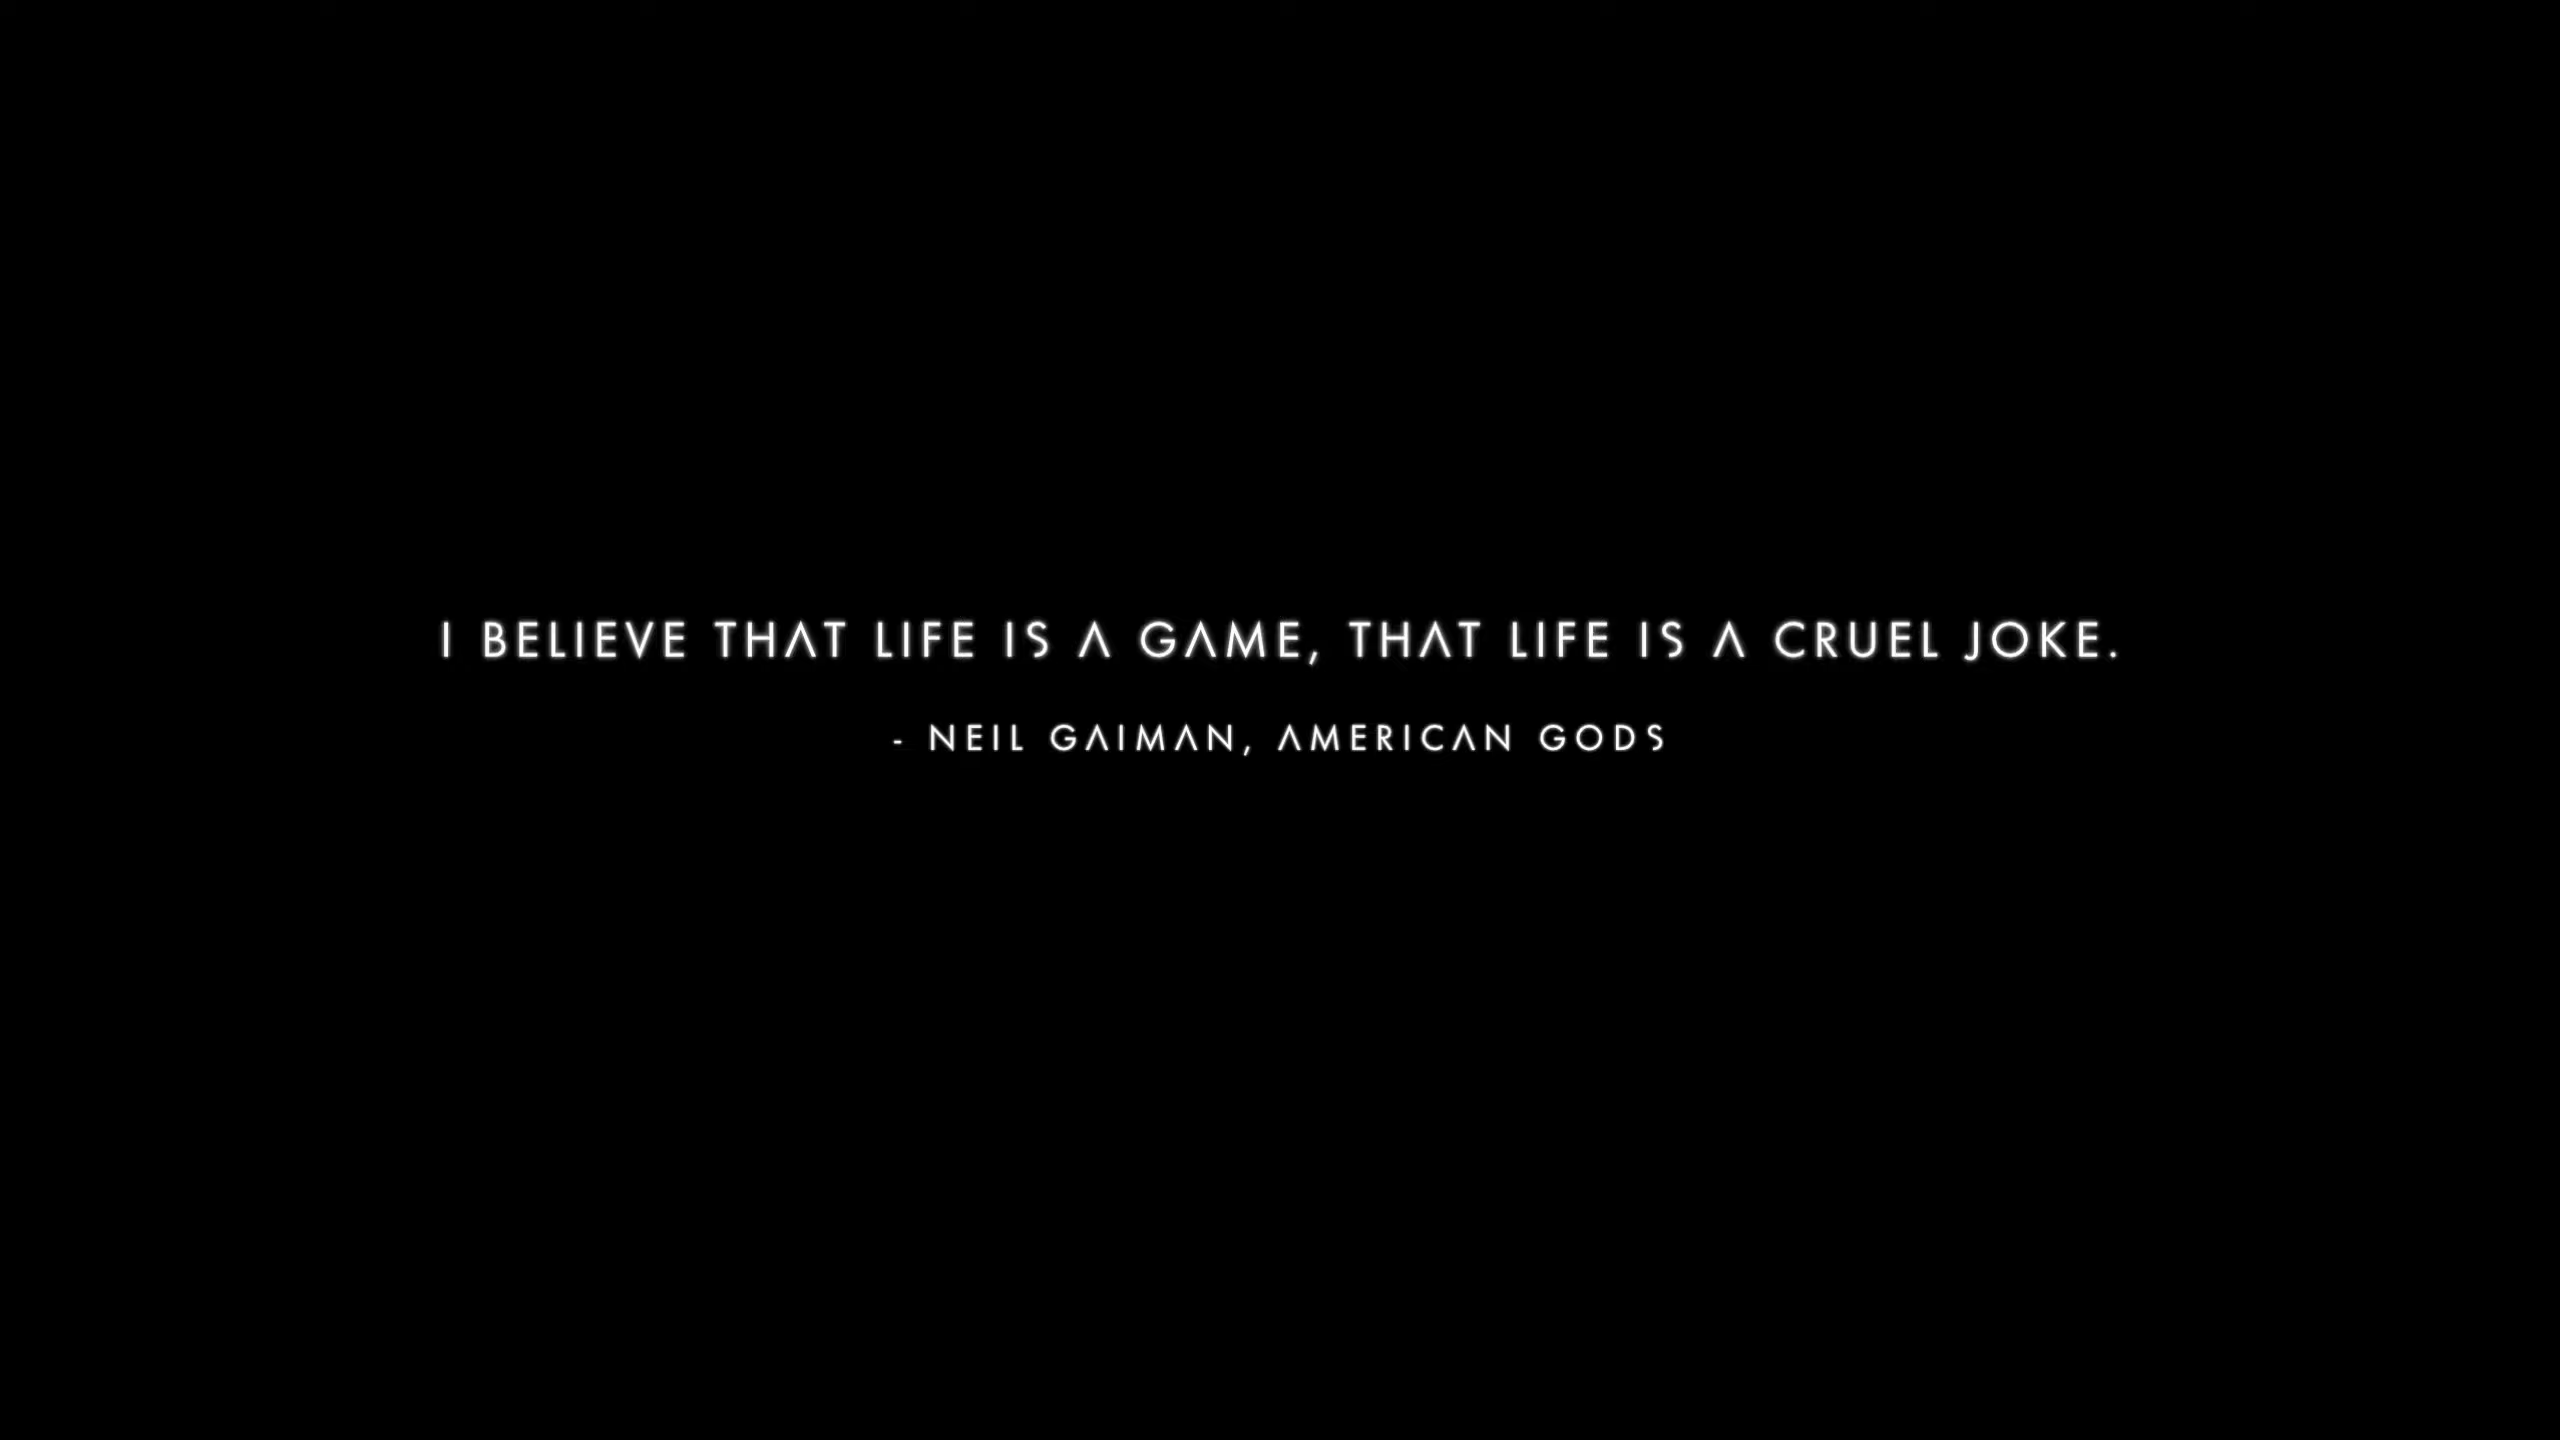 I BELIEVE THAT LIFE IS A GAME, THAT LIFE IS A CRUEL JOKE.
- NEIL GAIMAN, AMERICAN GODS